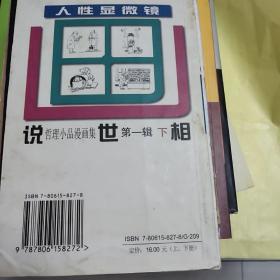 人性显微镜
说哲理小品漫画集世第一辑下相
ISBN 7-80615-827-8
ISBN 7-80615-827-8/G·209
定价：16.00元（上、下册）
9 787806 158272 >